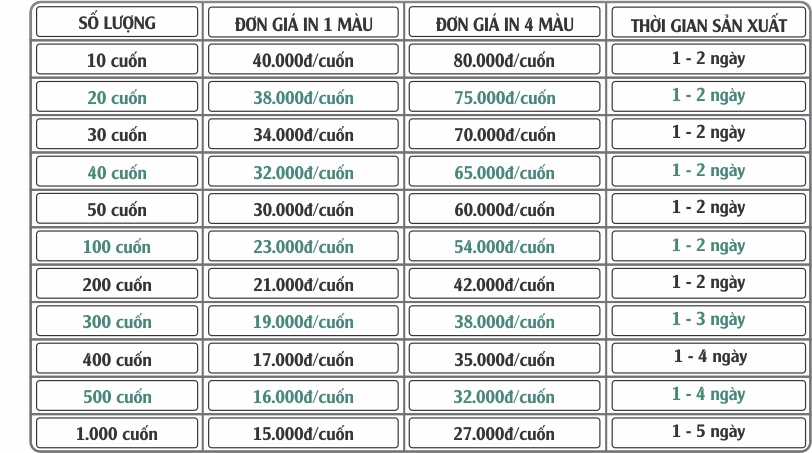 SỐ LƯỢNG ĐƠN GIÁ IN 1 MÀU ĐƠN GIÁ IN 4 MÀU THỜI GIAN SẢN XUẤT
10 cuốn 40.000đ/cuốn 80.000đ/cuốn 1 - 2 ngày
20 cuốn 38.000đ/cuốn 75.000đ/cuốn 1 - 2 ngày
30 cuốn 34.000đ/cuốn 70.000đ/cuốn 1 - 2 ngày
40 cuốn 32.000đ/cuốn 65.000đ/cuốn 1 - 2 ngày
50 cuốn 30.000đ/cuốn 60.000đ/cuốn 1 - 2 ngày
100 cuốn 23.000đ/cuốn 54.000đ/cuốn 1 - 2 ngày
200 cuốn 21.000đ/cuốn 42.000đ/cuốn 1 - 2 ngày
300 cuốn 19.000đ/cuốn 38.000đ/cuốn 1 - 3 ngày
400 cuốn 17.000đ/cuốn 35.000đ/cuốn 1 - 4 ngày
500 cuốn 16.000đ/cuốn 32.000đ/cuốn 1 - 4 ngày
1.000 cuốn 15.000đ/cuốn 27.000đ/cuốn 1 - 5 ngày